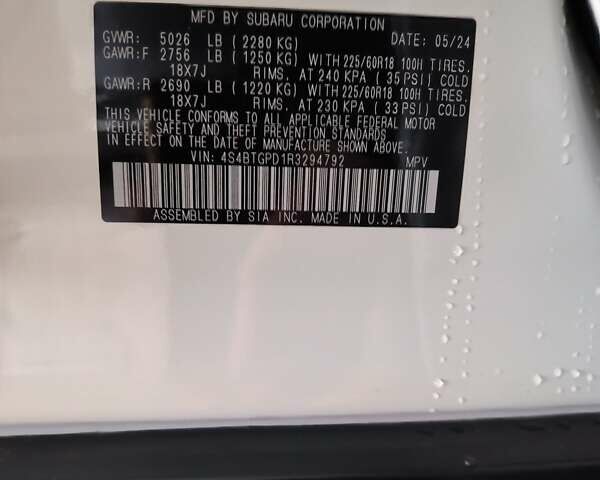 MFD BY SUBARU CORPORATION
GVWR: 5026 LB ( 2280 KG) DATE: 05/24
GAWR:F 2756 LB ( 1250 KG) WITH 225/60R18 100H TIRES.
18X7J RIMS, AT 240 KPA ( 35 PSI) COLD
GAWR:R 2690 LB ( 1220 KG) WITH 225/60R18 100H TIRES.
18X7J RIMS, AT 230 KPA ( 33 PSI) COLD
THIS VEHICLE CONFORMS TO ALL APPLICABLE FEDERAL MOTOR
VEHICLE SAFETY AND THEFT PREVENTION STANDARDS
IN EFFECT ON THE DATE OF MANUFACTURE SHOWN ABOVE.
VIN: 4S4BTGPD1R3294792 MPV
ASSEMBLED BY SIA INC. MADE IN U.S.A.